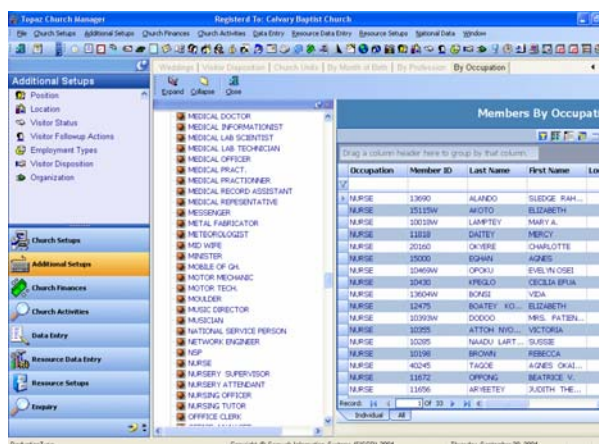 Topaz Church Manager Registerd To: Calvary Baptist Church
File Church Setups Additional Setups Church Finances Church Activities Data Entry Resource Data Entry Resource Setups National Data Window
Weddings Visitor Disposition Church Units By Month of Birth By Profession By Occupation
Additional Setups
Position
Location
Visitor Status
Visitor Followup Actions
Employment Types
Visitor Disposition
Organization
Church Setups
Additional Setups
Church Finances
Church Activities
Data Entry
Resource Data Entry
Resource Setups
Enquiry
Expand Collapse Close
MEDICAL DOCTOR
MEDICAL INFORMATIONIST
MEDICAL LAB SCIENTIST
MEDICAL LAB TECHNICIAN
MEDICAL OFFICER
MEDICAL PRACT.
MEDICAL PRACTIONNER
MEDICAL RECORD ASSISTANT
MEDICAL REPRESENTATIVE
MESSENGER
METAL FABRICATOR
METEOROLOGIST
MID WIFE
MINISTER
MOBILE OF GH.
MOTOR MECHANIC
MOTOR TECH.
MOULDER
MUSIC DIRECTOR
MUSICIAN
NATIONAL SERVICE PERSON
NETWORK ENGINEER
NSP
NURSE
NURSERY SUPERVISOR
NURSERY ATTENDANT
NURSING OFFICER
NURSING TUTOR
OFFFICE CLERK
Members By Occupati
Drag a column header here to group by that column.
Occupation Member ID Last Name First Name Loc
NURSE 13690 ALANDO SLEDGE RAH...
NURSE 15115W AKOTO ELIZABETH
NURSE 10018W LAMPTEY MARY A.
NURSE 11818 DAITEY MERCY
NURSE 20160 OKYERE CHARLOTTE
NURSE 15000 EGHAN AGNES
NURSE 10469W OPOKU EVELYN OSEI
NURSE 10430 KPEGLO CECILIA EFUA
NURSE 13604W BONSI VIDA
NURSE 12475 BOATEY KO... ELIZABETH
NURSE 10393W DODOO MRS. PATIEN...
NURSE 10355 ATTOH NYO... VICTORIA
NURSE 10285 NAADU LART... SUSSIE
NURSE 10198 BROWN REBECCA
NURSE 40245 TAGOE AGNES OKAI...
NURSE 11672 OPPONG BEATRICE V.
NURSE 11656 ARYEETEY JUDITH THE...
Record: 1 Of 33
Individual All